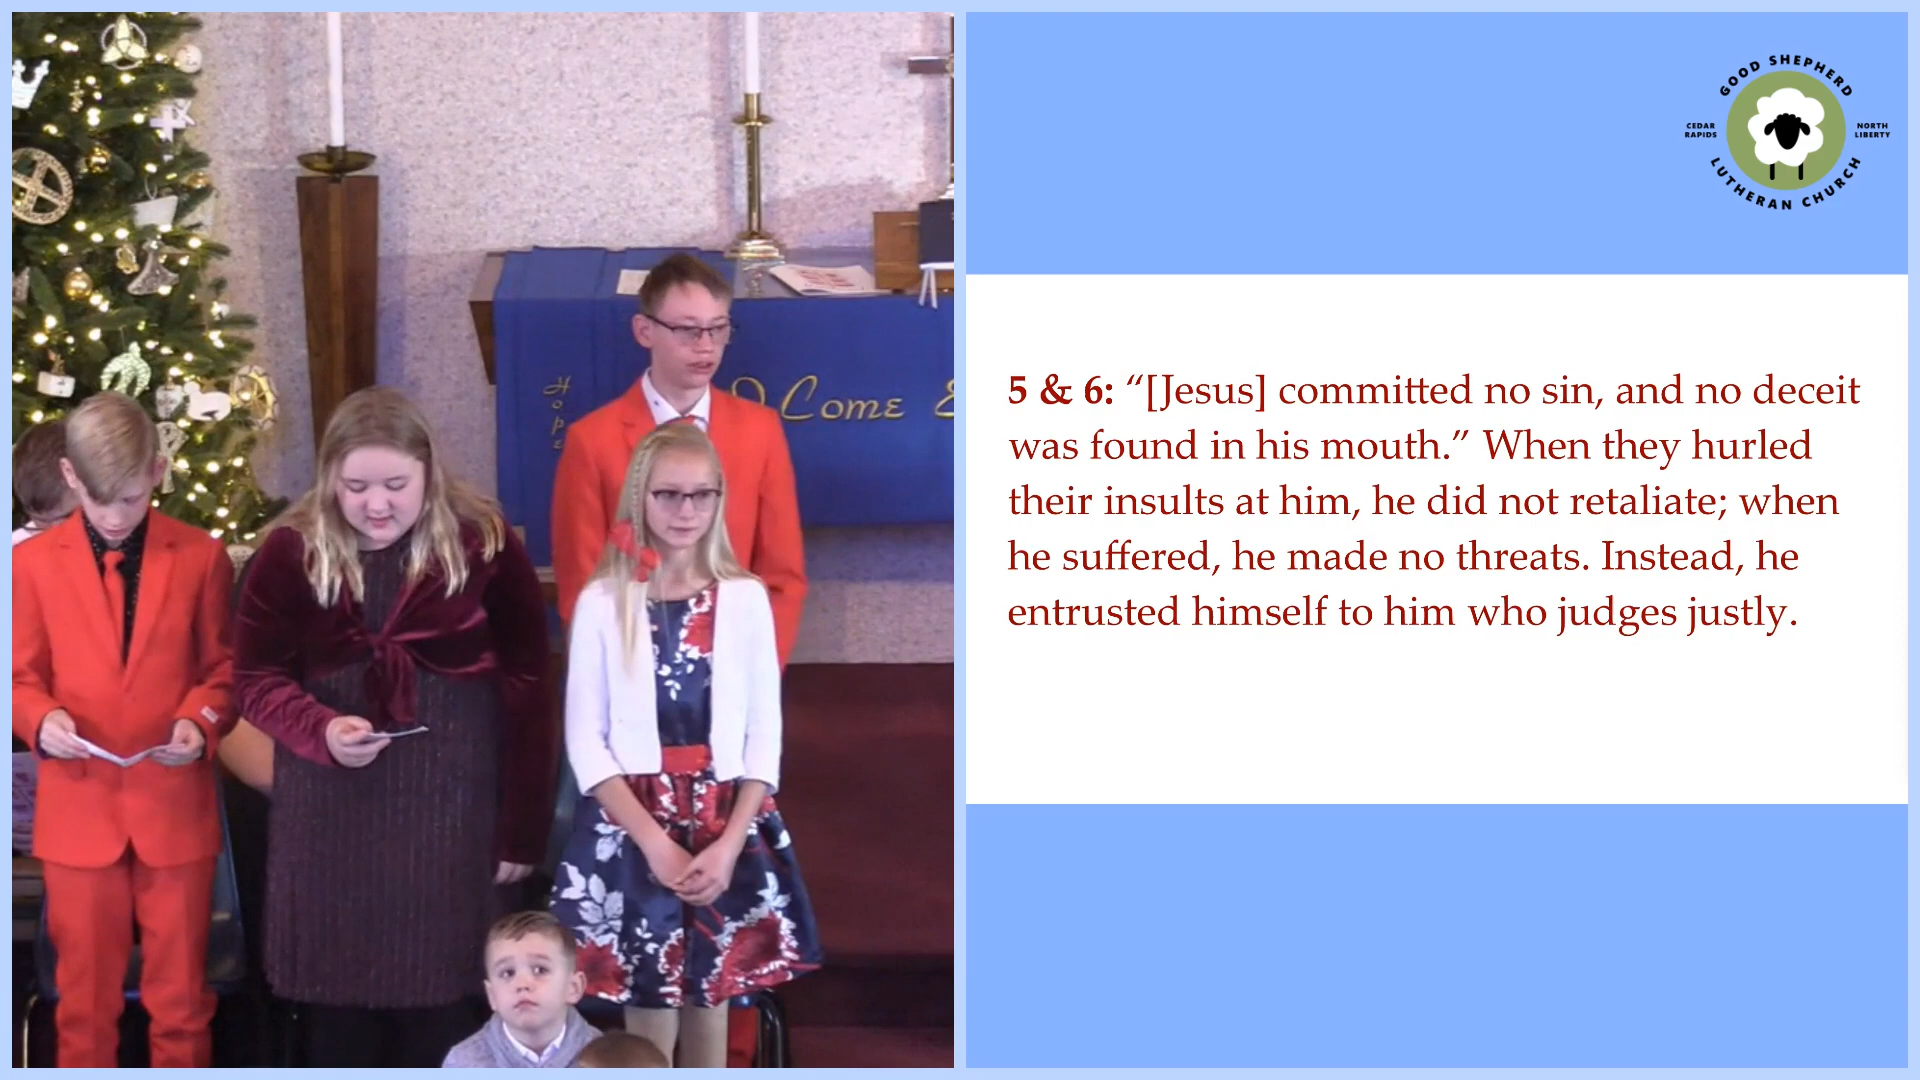 GOOD SHEPHERD
CEDAR
RAPIDS
NORTH
LIBERTY
LUTHERAN CHURCH
Hope
O Come
5 & 6: “[Jesus] committed no sin, and no deceit
was found in his mouth.” When they hurled
their insults at him, he did not retaliate; when
he suffered, he made no threats. Instead, he
entrusted himself to him who judges justly.